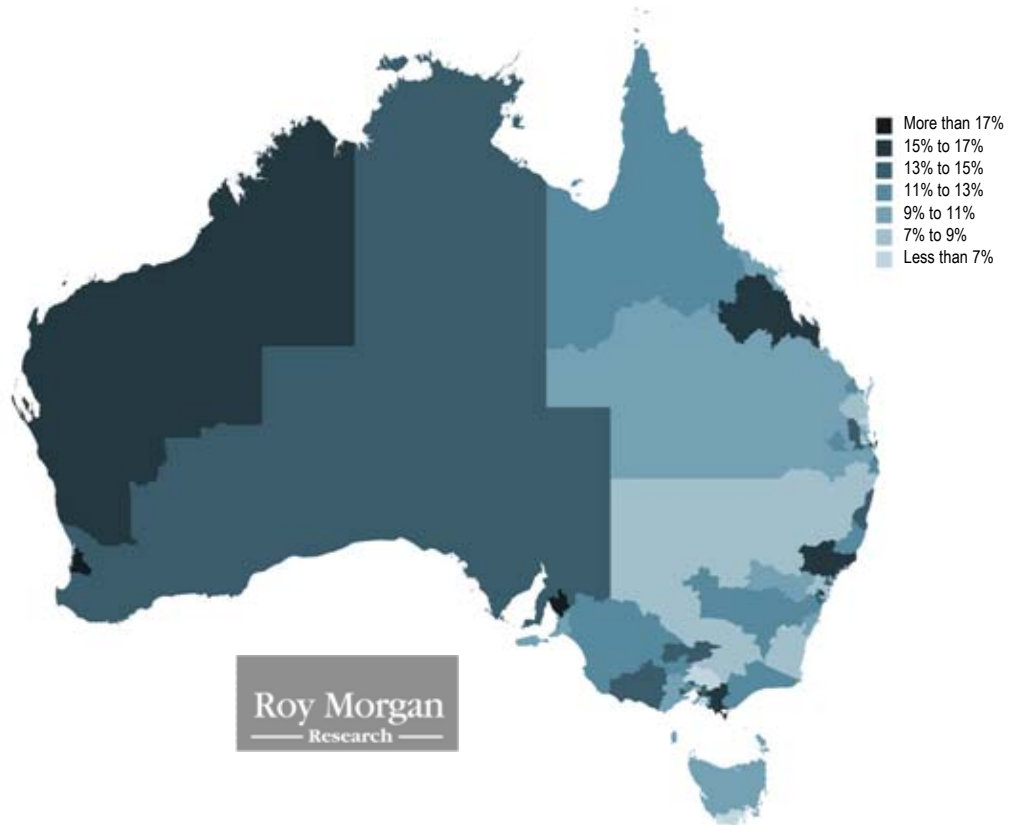 More than 17%
15% to 17%
13% to 15%
11% to 13%
9% to 11%
7% to 9%
Less than 7%
Roy Morgan
Research